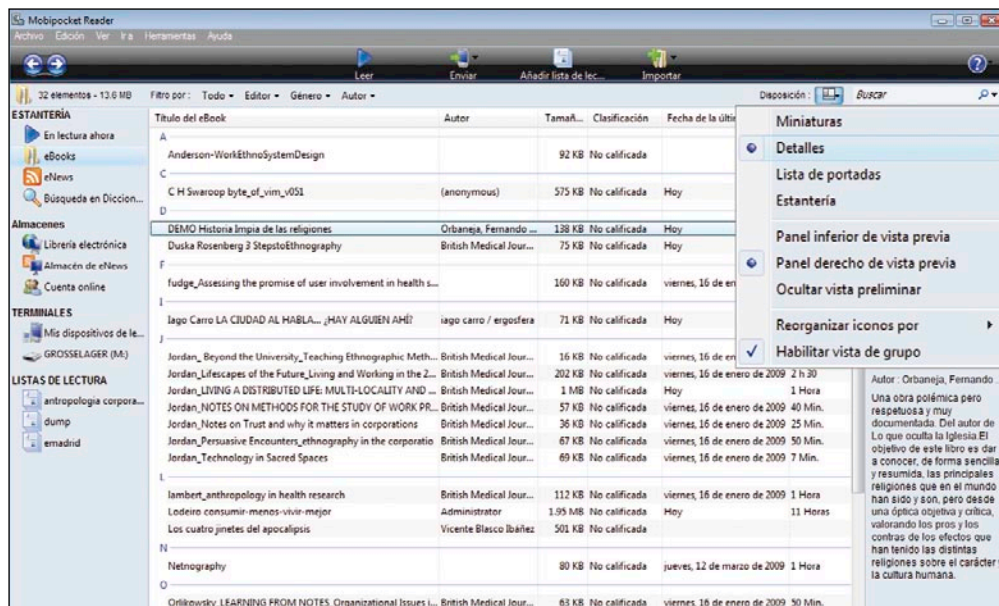 Mobipocket Reader
Archivo Edición Ver Ir a Herramientas Ayuda
Leer Enviar Añadir lista de lec... Importar
32 elementos - 13.6 MB Filtro por : Todo Editor Género Autor Disposición : Buscar
ESTANTERÍA
En lectura ahora
eBooks
eNews
Búsqueda en Diccion...
Almacenes
Librería electrónica
Almacén de eNews
Cuenta online
TERMINALES
Mis dispositivos de le...
GROSSELAGER (M:)
LISTAS DE LECTURA
antropologia corpora...
dump
emadrid
Título del eBook Autor Tamañ... Clasificación Fecha de la últir
A
Anderson-WorkEthnoSystemDesign 92 KB No calificada
C
C H Swaroop byte_of_vim_v051 (anonymous) 575 KB No calificada Hoy
D
DEMO Historia Impia de las religiones Orbaneja, Fernando ... 138 KB No calificada Hoy
Duska Rosenberg 3 StepstoEthnography British Medical Jour... 75 KB No calificada Hoy
F
fudge_Assessing the promise of user involvement in health s... 160 KB No calificada viernes, 16 de en
I
Iago Carro LA CIUDAD AL HABLA... ¿HAY ALGUIEN AHÍ? iago carro / ergosfera 71 KB No calificada Hoy
J
Jordan_ Beyond the University_Teaching Ethnographic Meth... British Medical Jour... 16 KB No calificada viernes, 16 de en
Jordan_Lifescapes of the Future_Living and Working in the 2... British Medical Jour... 202 KB No calificada viernes, 16 de enero de 2009 2 h 30
Jordan_LIVING A DISTRIBUTED LIFE: MULTI-LOCALITY AND ... British Medical Jour... 1 MB No calificada Hoy 1 Hora
Jordan_NOTES ON METHODS FOR THE STUDY OF WORK PR... British Medical Jour... 57 KB No calificada viernes, 16 de enero de 2009 40 Min.
Jordan_Notes on Trust and why it matters in corporations British Medical Jour... 36 KB No calificada viernes, 16 de enero de 2009 25 Min.
Jordan_Persuasive Encounters_ethnography in the corporatio British Medical Jour... 67 KB No calificada viernes, 16 de enero de 2009 50 Min.
Jordan_Technology in Sacred Spaces British Medical Jour... 69 KB No calificada viernes, 16 de enero de 2009 7 Min.
L
lambert_anthropology in health research British Medical Jour... 112 KB No calificada viernes, 16 de enero de 2009 1 Hora
Lodeiro consumir-menos-vivir-mejor Administrator 1.95 MB No calificada Hoy 11 Horas
Los cuatro jinetes del apocalipsis Vicente Blasco Ibáñez 501 KB No calificada
N
Netnography 80 KB No calificada jueves, 12 de marzo de 2009 1 Hora
O
Orlikowsky_LEARNING FROM NOTES_Organizational Issues i... British Medical Jour... 63 KB No calificada viernes, 16 de enero de 2009 50 Min.
Miniaturas
Detalles
Lista de portadas
Estantería
Panel inferior de vista previa
Panel derecho de vista previa
Ocultar vista preliminar
Reorganizar iconos por
Habilitar vista de grupo
Autor : Orbaneja, Fernando ..
Una obra polémica pero
respetuosa y muy
documentada. Del autor de
Lo que oculta la Iglesia.El
objetivo de este libro es dar
a conocer, de forma sencilla
y resumida, las principales
religiones que en el mundo
han sido y son, pero desde
una óptica objetiva y crítica,
valorando los pros y los
contras de los efectos que
han tenido las distintas
religiones sobre el carácter
la cultura humana.